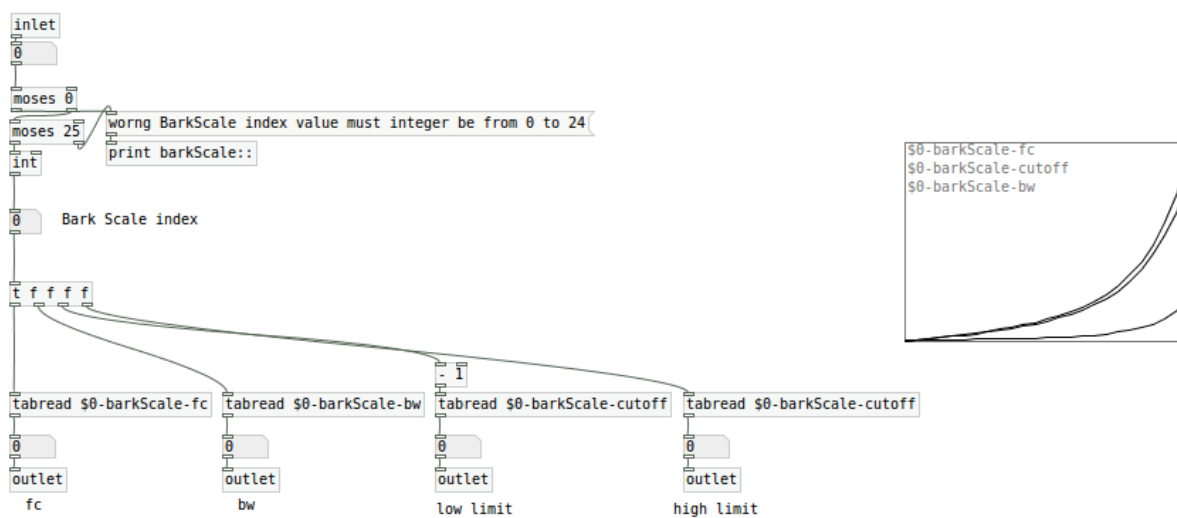 inlet
0
moses 0
worng BarkScale index value must integer be from 0 to 24
moses 25
print barkScale::
int
$0-barkScale-fc
$0-barkScale-cutoff
$0-barkScale-bw
0 Bark Scale index
t f f f f
- 1
tabread $0-barkScale-fc tabread $0-barkScale-bw tabread $0-barkScale-cutoff tabread $0-barkScale-cutoff
0 0 0 0
outlet outlet outlet outlet
fc bw low limit high limit